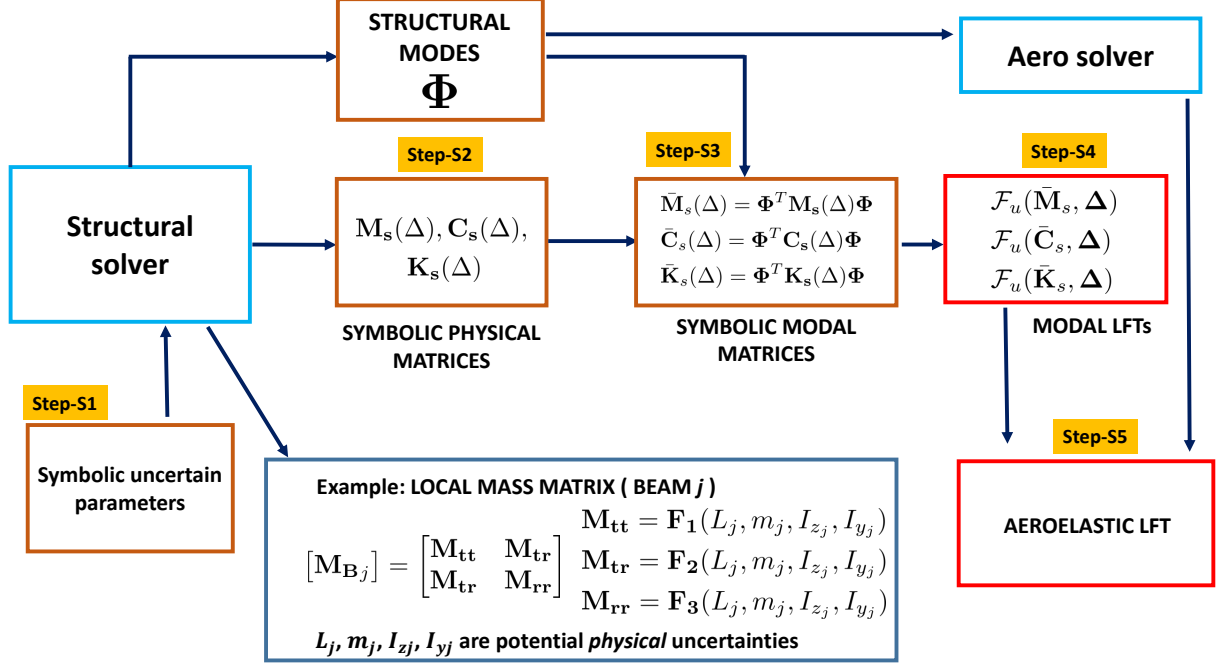 STRUCTURAL
MODES
Φ
Aero solver
Step-S2
Step-S3
Step-S4
Structural
solver
M_s(Δ), C_s(Δ),
K_s(Δ)
M̄_s(Δ) = Φ^T M_s(Δ)Φ
C̄_s(Δ) = Φ^T C_s(Δ)Φ
K̄_s(Δ) = Φ^T K_s(Δ)Φ
F_u(M̄_s, Δ)
F_u(C̄_s, Δ)
F_u(K̄_s, Δ)
SYMBOLIC PHYSICAL
MATRICES
SYMBOLIC MODAL
MATRICES
MODAL LFTs
Step-S1
Symbolic uncertain
parameters
Step-S5
AEROELASTIC LFT
Example: LOCAL MASS MATRIX ( BEAM j )
[M_Bj] = [M_tt M_tr
M_tr M_rr]
M_tt = F_1(L_j, m_j, I_zj, I_yj)
M_tr = F_2(L_j, m_j, I_zj, I_yj)
M_rr = F_3(L_j, m_j, I_zj, I_yj)
L_j, m_j, I_zj, I_yj are potential physical uncertainties